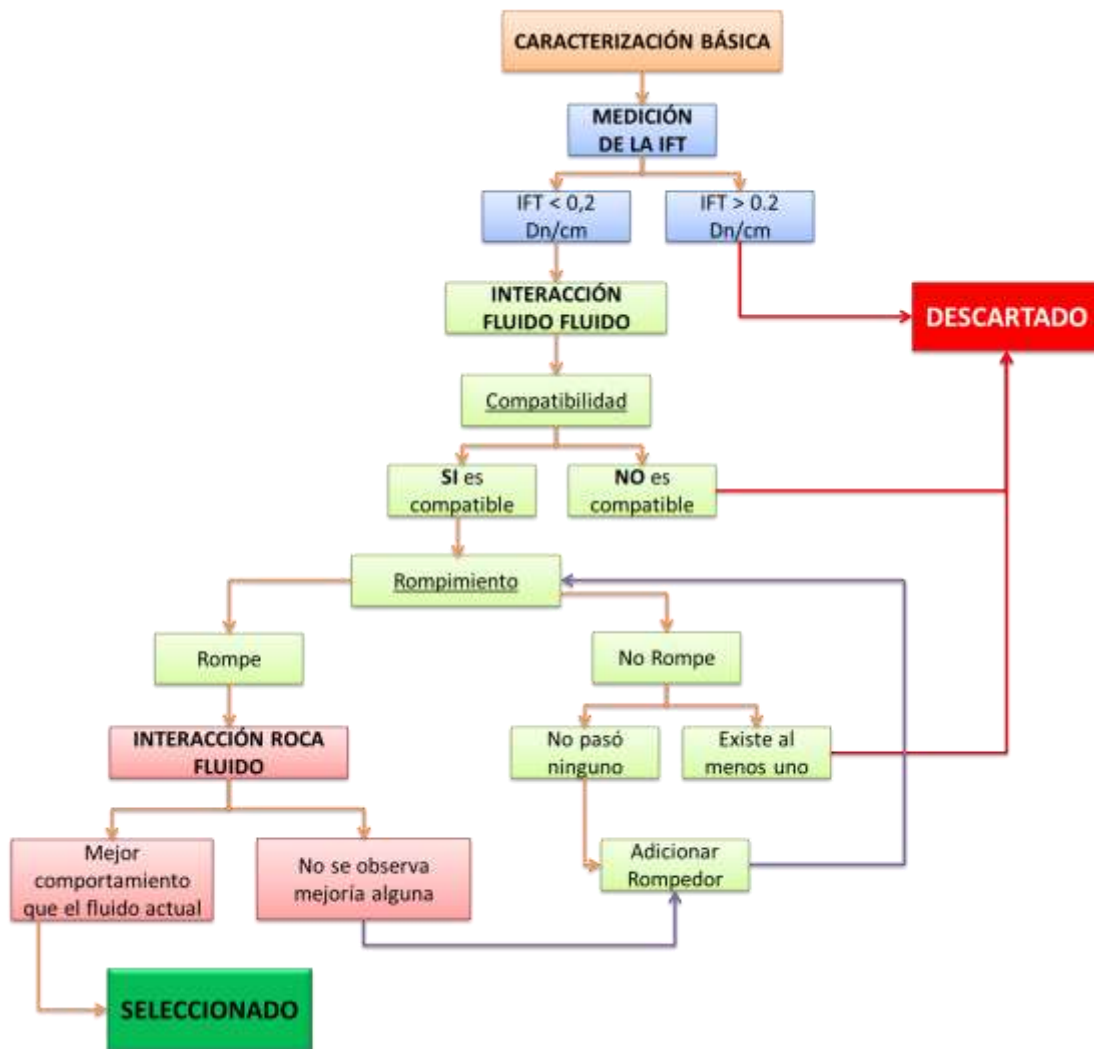 CARACTERIZACIÓN BÁSICA
MEDICIÓN
DE LA IFT
IFT < 0,2
Dn/cm
IFT > 0.2
Dn/cm
INTERACCIÓN
FLUIDO FLUIDO
DESCARTADO
Compatibilidad
SI es
compatible
NO es
compatible
Rompimiento
Rompe
No Rompe
INTERACCIÓN ROCA
FLUIDO
No pasó
ninguno
Existe al
menos uno
Mejor
comportamiento
que el fluido actual
No se observa
mejoría alguna
Adicionar
Rompedor
SELECCIONADO